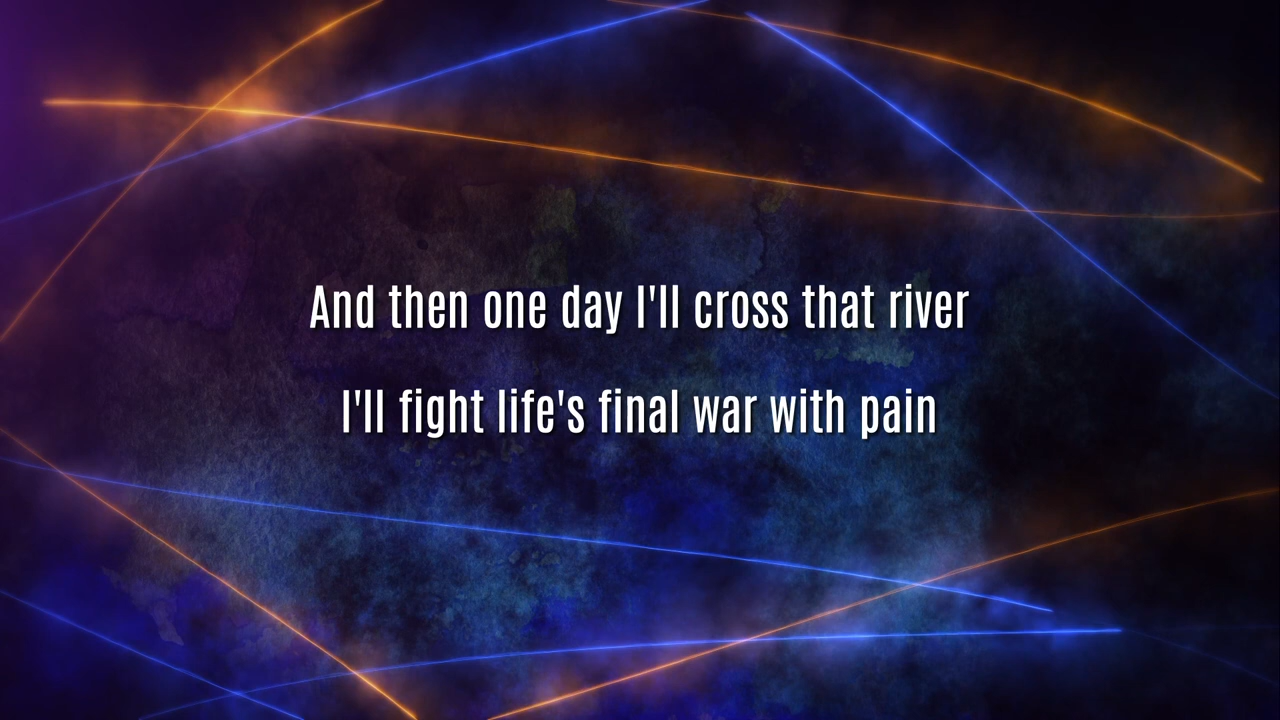 And then one day I'll cross that river
I'll fight life's final war with pain